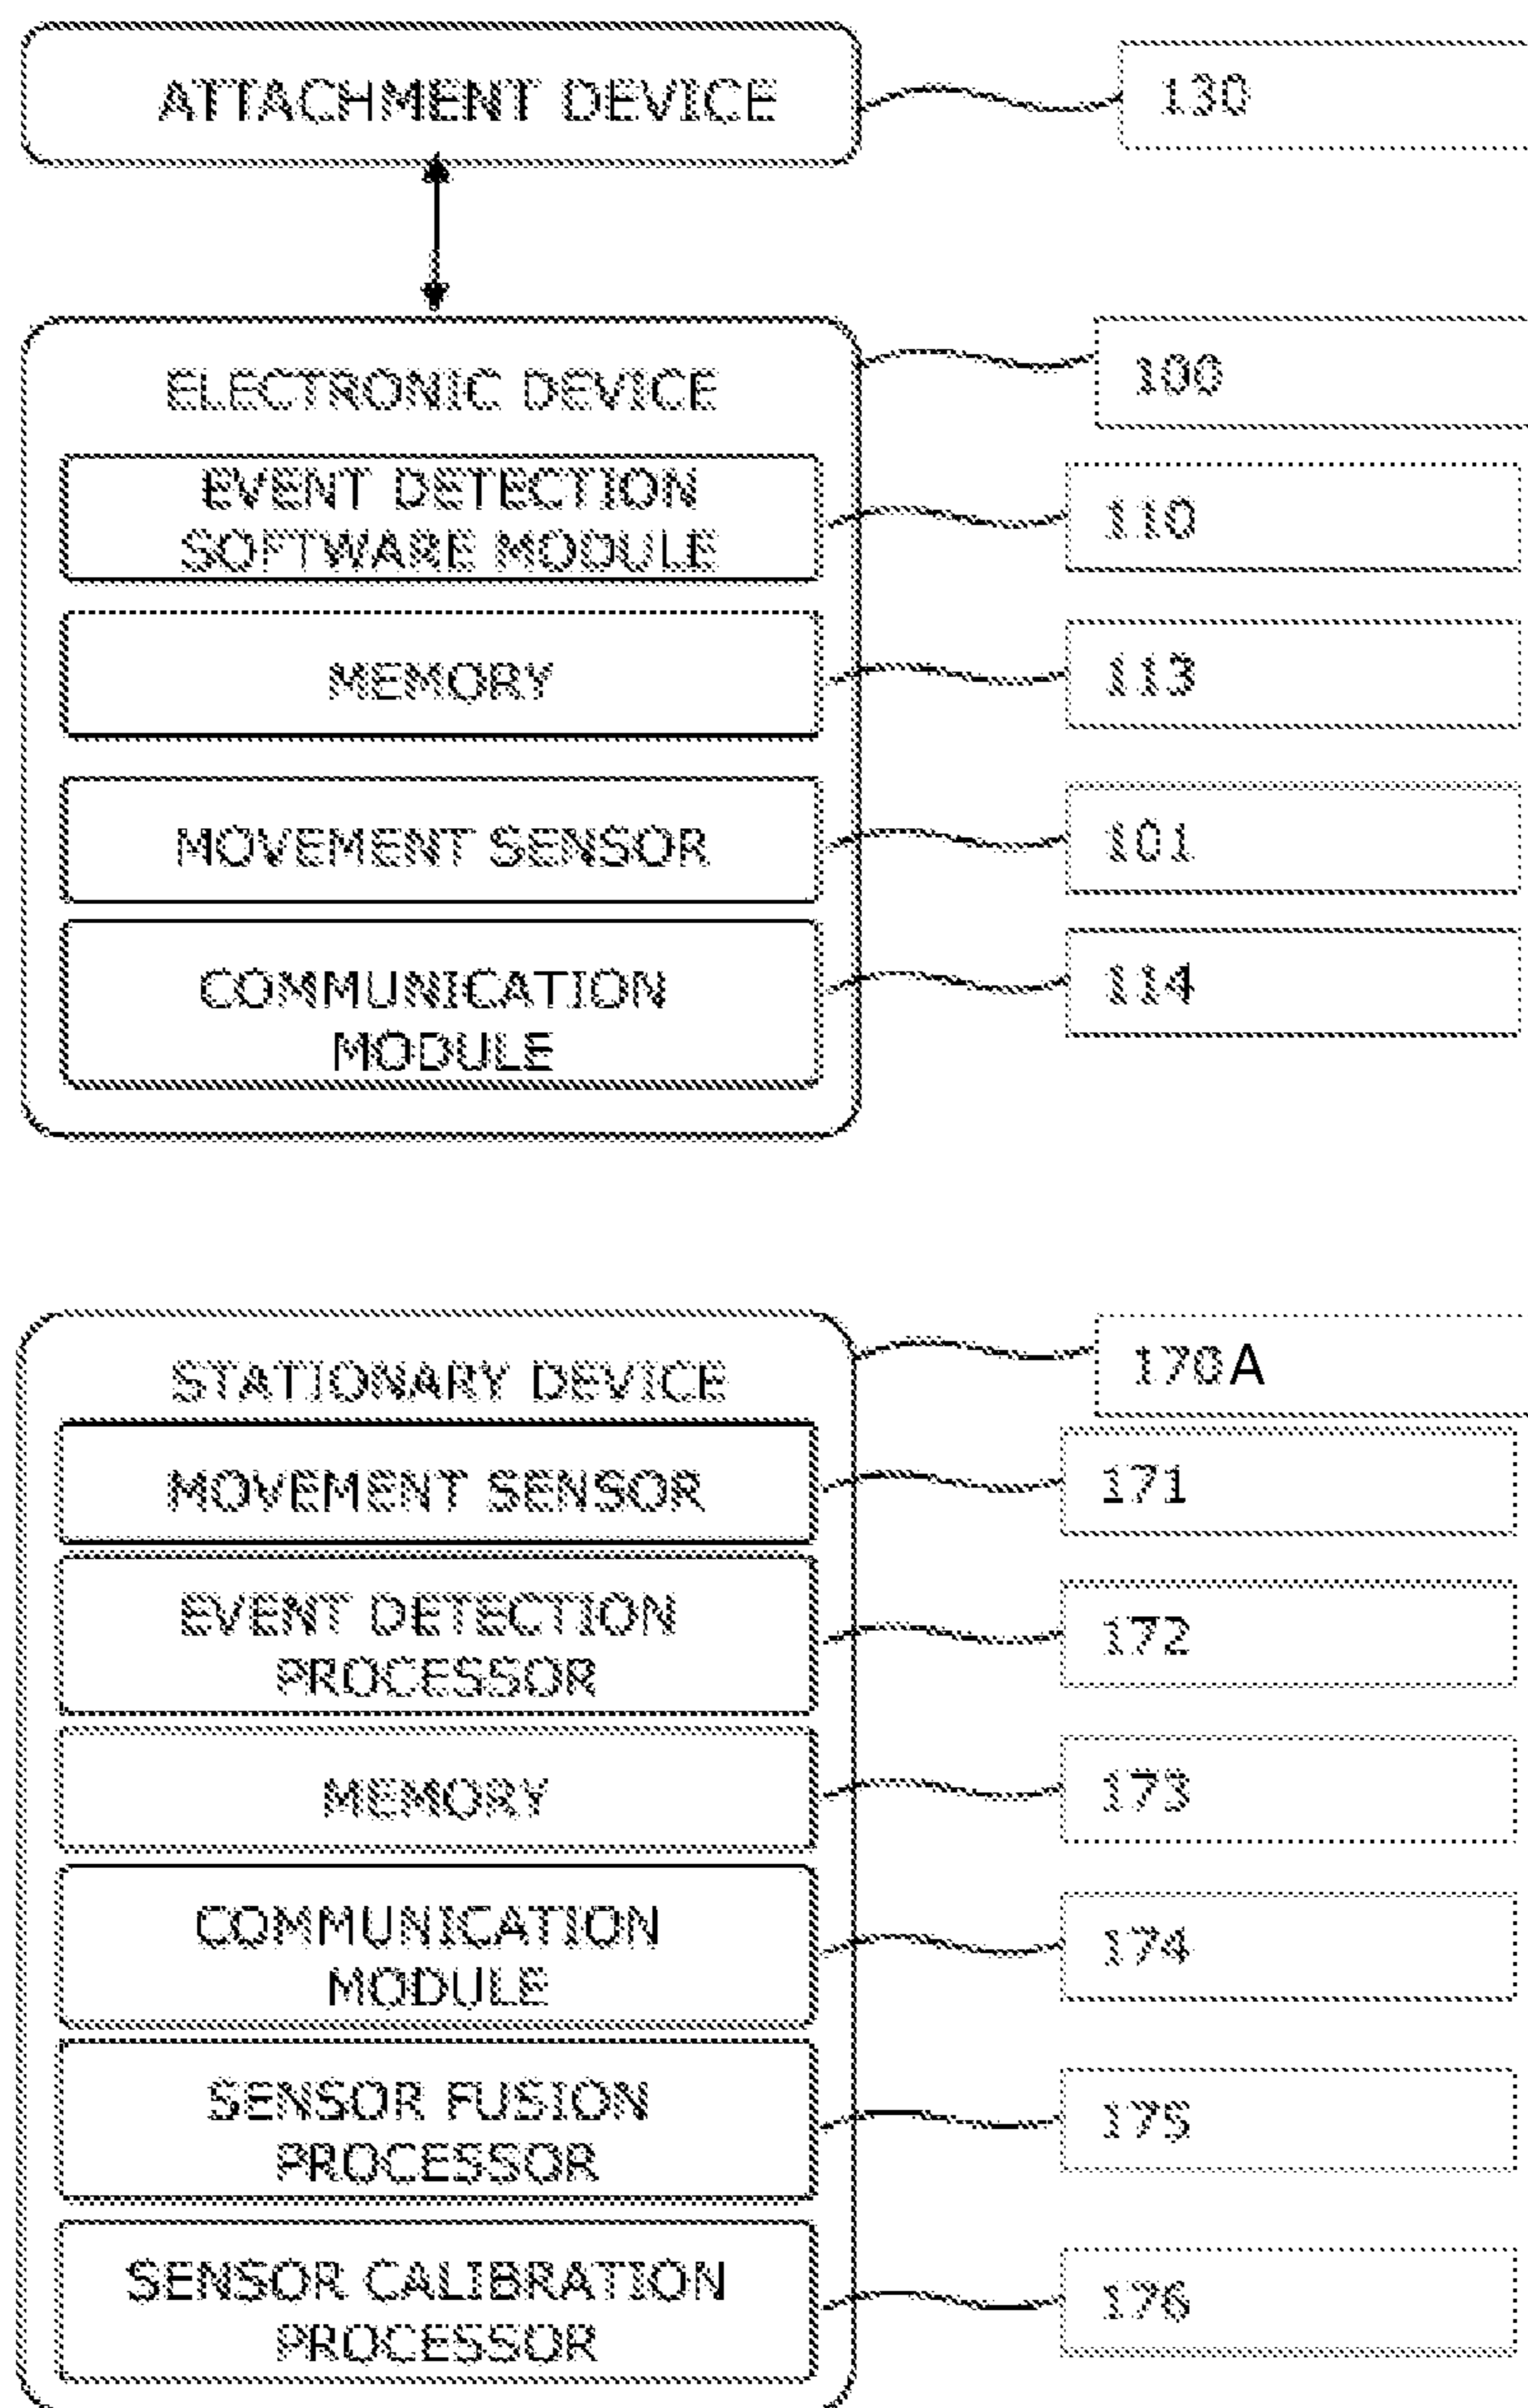 ATTACHMENT DEVICE
130
ELECTRONIC DEVICE
100
EVENT DETECTION
SOFTWARE MODULE
110
MEMORY
113
MOVEMENT SENSOR
101
COMMUNICATION
MODULE
114
STATIONARY DEVICE
170A
MOVEMENT SENSOR
171
EVENT DETECTION
PROCESSOR
172
MEMORY
173
COMMUNICATION
MODULE
174
SENSOR FUSION
PROCESSOR
175
SENSOR CALIBRATION
PROCESSOR
176